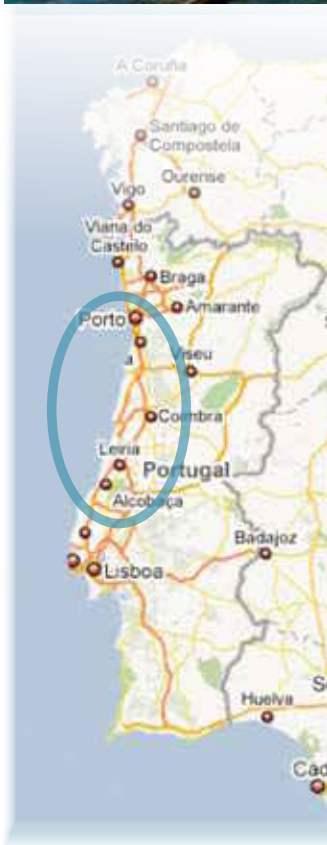 A Coruña
Santiago de
Compostela
Ourense
Vigo
Viana do
Castelo
Braga
Amarante
Porto
a
Viseu
Coimbra
Leiria
Portugal
Alcobaça
Badajoz
Lisboa
S
Huelva
Cad